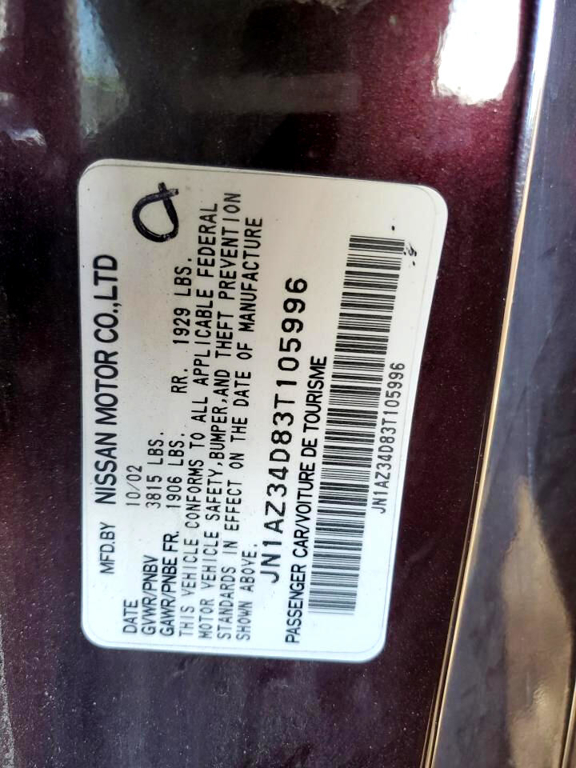 MFD.BY NISSAN MOTOR CO.,LTD
DATE 10/02
GVWR/PNBV 3815 LBS.
GAWR/PNBE FR. 1906 LBS. RR. 1929 LBS.
THIS VEHICLE CONFORMS TO ALL APPLICABLE FEDERAL
MOTOR VEHICLE SAFETY,BUMPER,AND THEFT PREVENTION
STANDARDS IN EFFECT ON THE DATE OF MANUFACTURE
SHOWN ABOVE.
JN1AZ34D83T105996
PASSENGER CAR/VOITURE DE TOURISME
JN1AZ34D83T105996